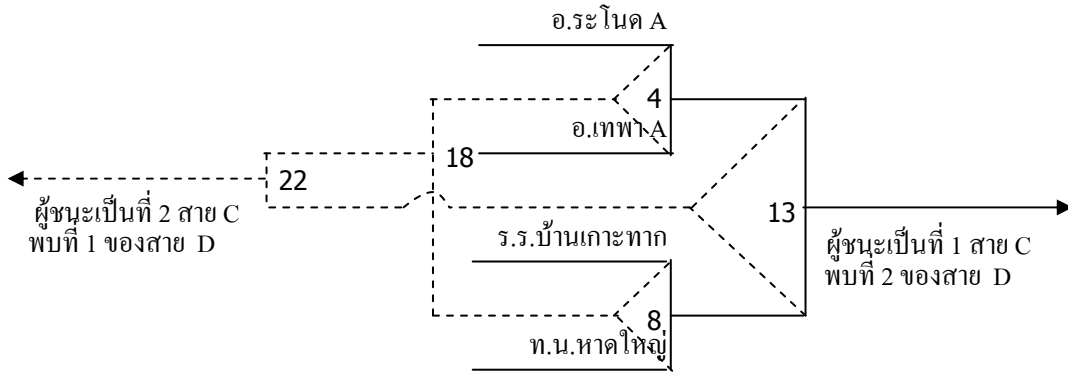 อ.ระโนด A
4
อ.เทพา A
18
22
ผู้ชนะเป็นที่ 2 สาย C
พบที่ 1 ของสาย D
13
ร.ร.บ้านเกาะทาก
ผู้ชนะเป็นที่ 1 สาย C
พบที่ 2 ของสาย D
8
ท.น.หาดใหญ่